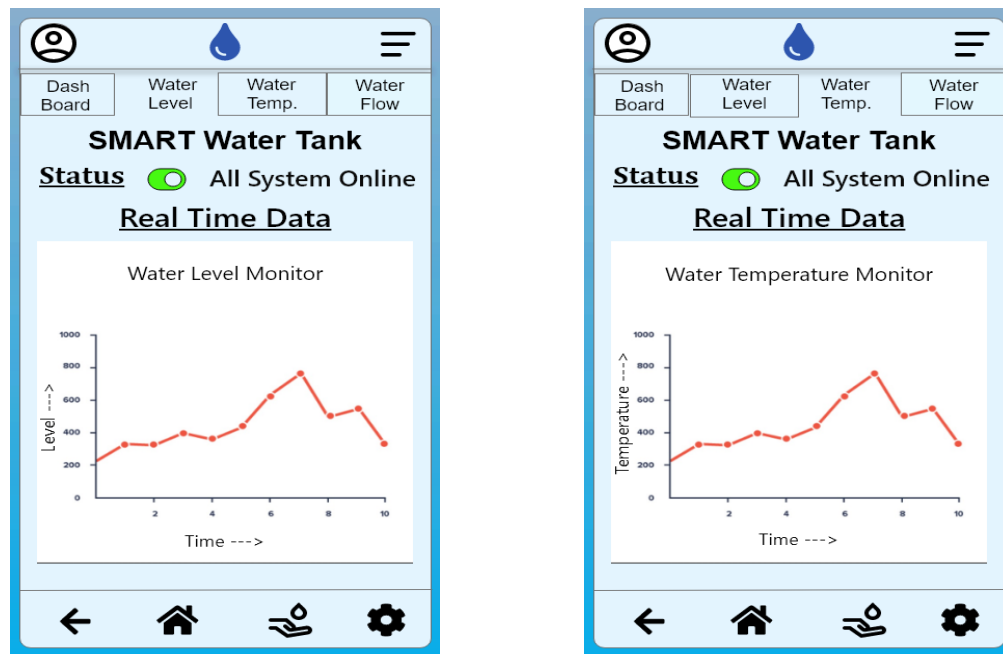 Dash Board
Water Level
Water Temp.
Water Flow
SMART Water Tank
Status All System Online
Real Time Data
Water Level Monitor
1000
800
600
400
200
0
Level --->
2 4 6 8 10
Time --->
Dash Board
Water Level
Water Temp.
Water Flow
SMART Water Tank
Status All System Online
Real Time Data
Water Temperature Monitor
1000
800
600
400
200
0
Temperature --->
2 4 6 8 10
Time --->